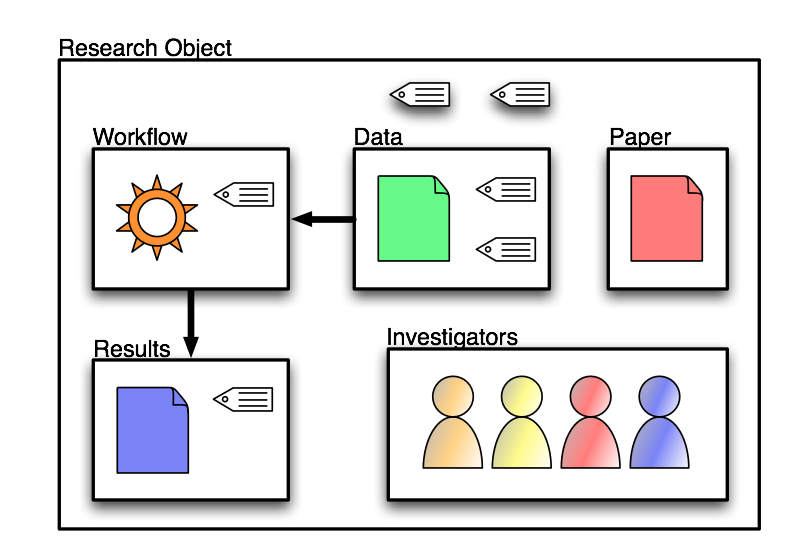 Research Object
Workflow
Data
Paper
Results
Investigators